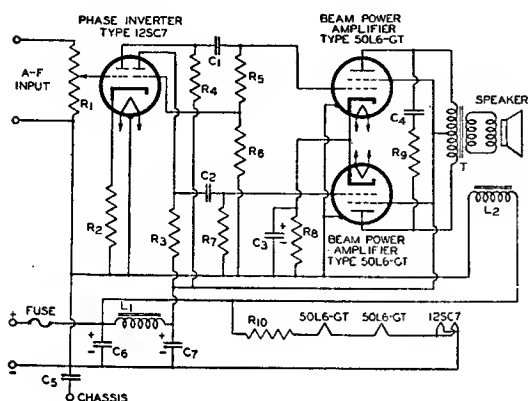 PHASE INVERTER
TYPE 12SC7
BEAM POWER
AMPLIFIER
TYPE 50L6-GT
A-F
INPUT
R1
C1
R4
R5
C4
SPEAKER
T
R9
R6
C2
L2
R2
R3
R7
C3
+
-
R8
BEAM POWER
AMPLIFIER
TYPE 50L6-GT
+
FUSE
L1
+
-
C6
+
-
C7
R10
50L6-GT
50L6-GT
12SC7
-
C5
CHASSIS